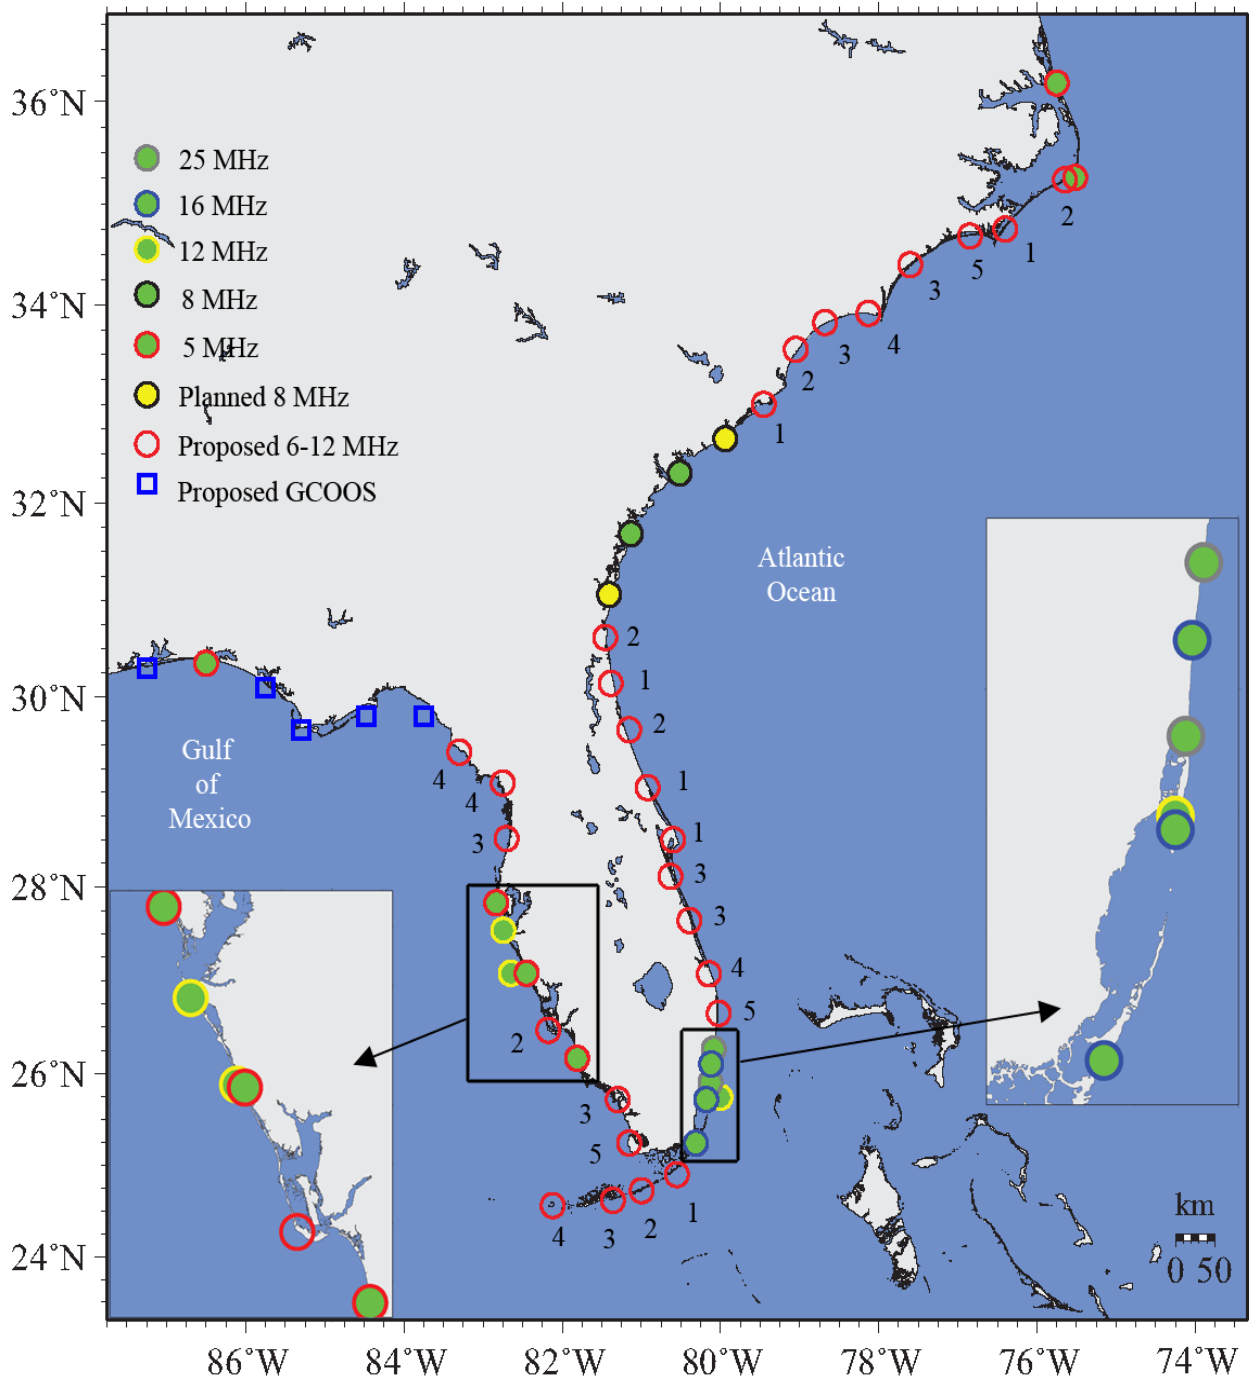 36°N
34°N
32°N
30°N
28°N
26°N
24°N
25 MHz
16 MHz
12 MHz
8 MHz
5 MHz
Planned 8 MHz
Proposed 6-12 MHz
Proposed GCOOS
2
1
5
3
4
3
2
1
Atlantic
Ocean
Gulf
of
Mexico
2
1
2
1
1
3
3
4
5
4
4
3
2
3
5
4
3
2
1
km
0 50
86°W
84°W
82°W
80°W
78°W
76°W
74°W